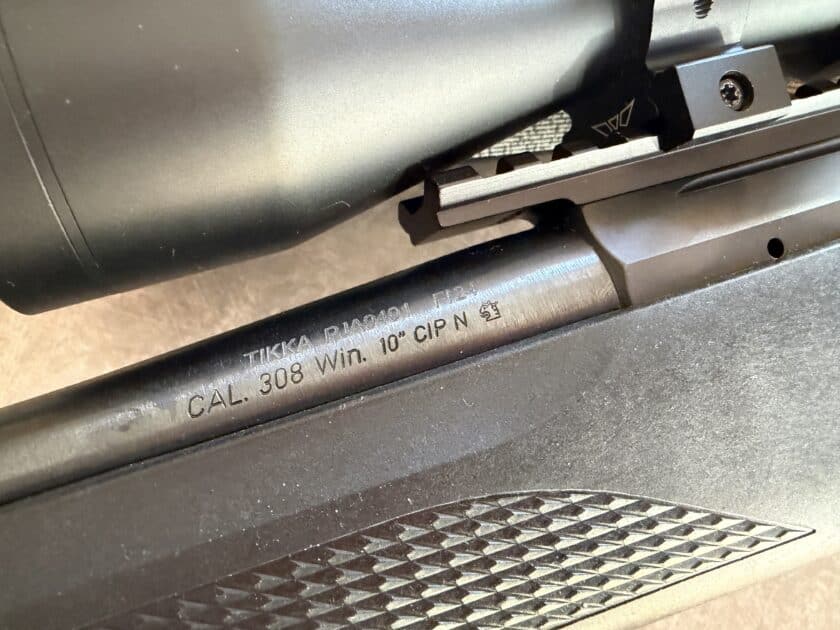 TIKKA
CAL. 308 Win. 10" CIP N